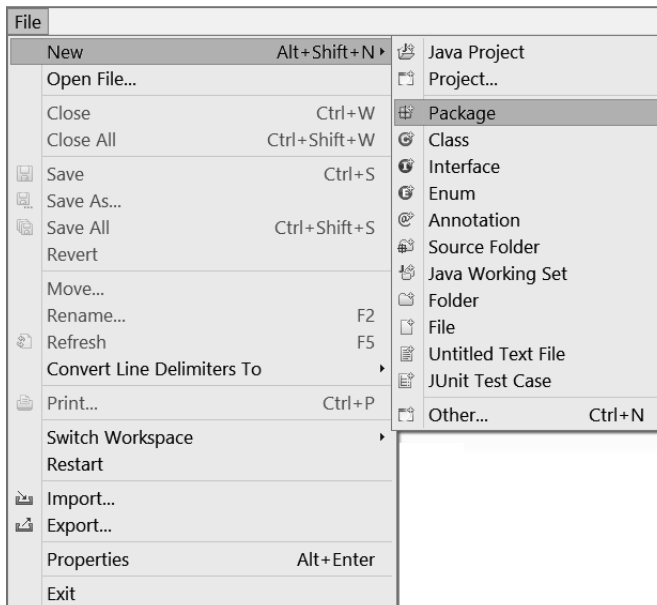 File
New Alt+Shift+N
Open File...
Close Ctrl+W
Close All Ctrl+Shift+W
Save Ctrl+S
Save As...
Save All Ctrl+Shift+S
Revert
Move...
Rename... F2
Refresh F5
Convert Line Delimiters To
Print... Ctrl+P
Switch Workspace
Restart
Import...
Export...
Properties Alt+Enter
Exit
Java Project
Project...
Package
Class
Interface
Enum
Annotation
Source Folder
Java Working Set
Folder
File
Untitled Text File
JUnit Test Case
Other... Ctrl+N